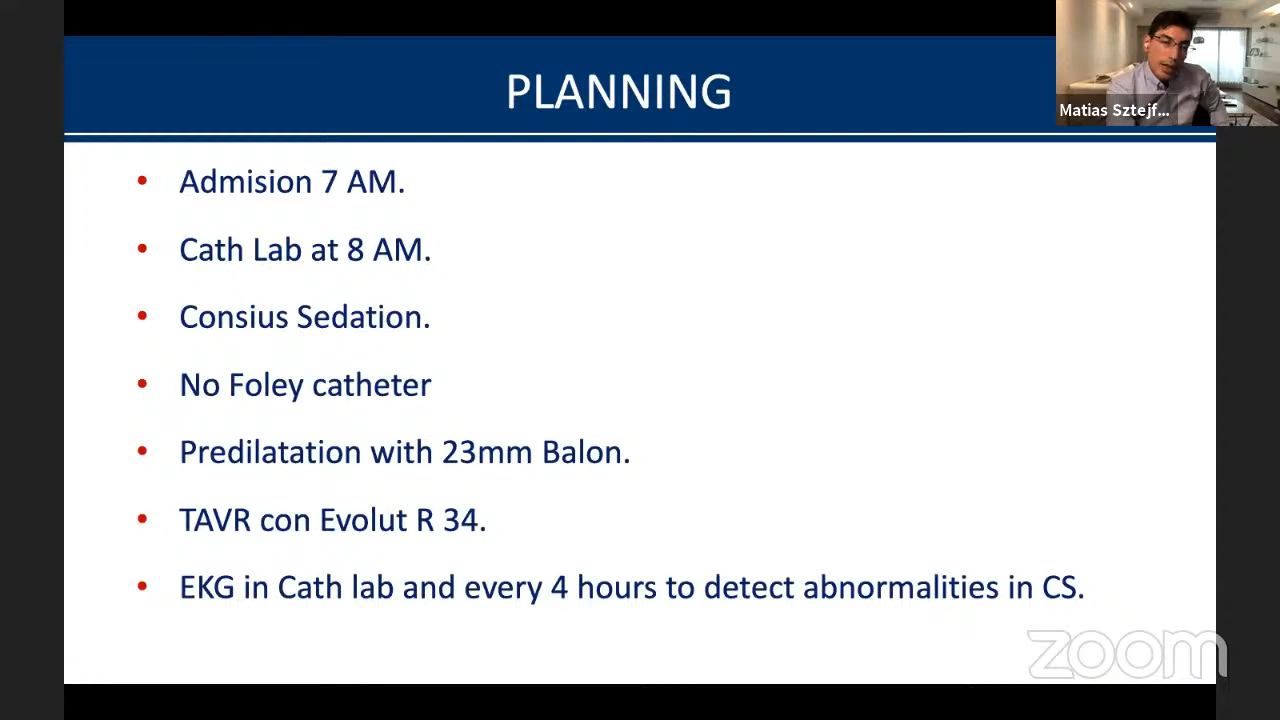 PLANNING
Matias Sztejf...
• Admision 7 AM.
• Cath Lab at 8 AM.
• Consius Sedation.
• No Foley catheter
• Predilatation with 23mm Balon.
• TAVR con Evolut R 34.
• EKG in Cath lab and every 4 hours to detect abnormalities in CS.
zoom